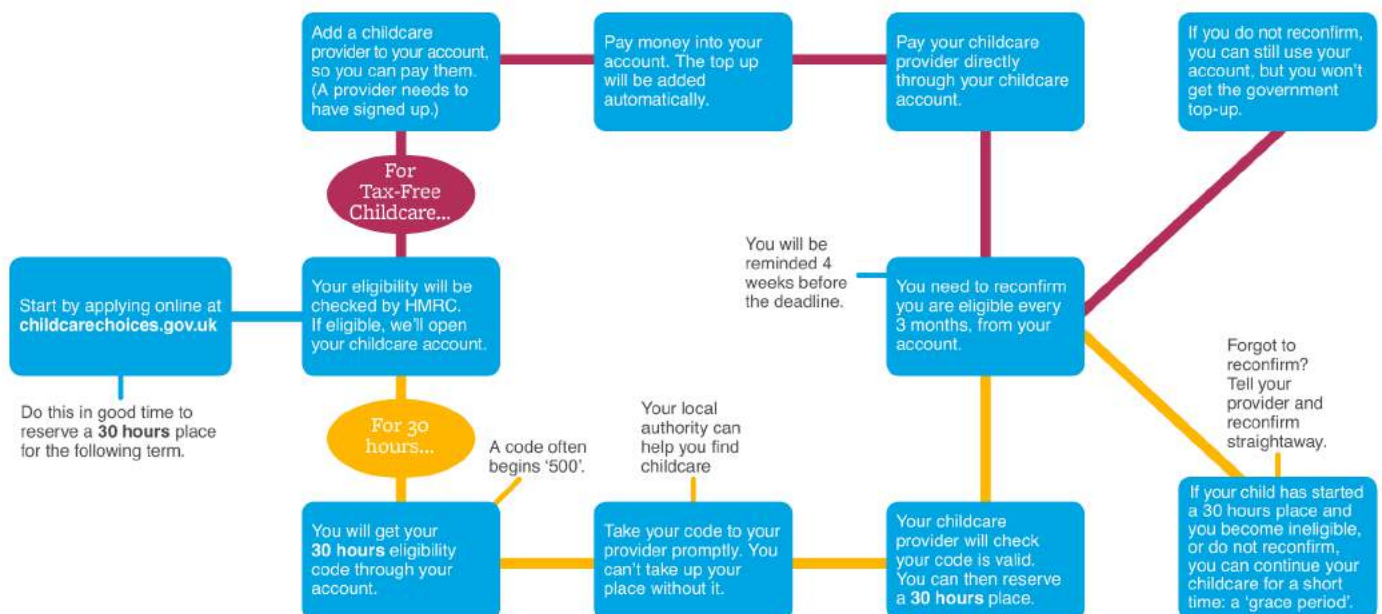 Add a childcare
provider to your account,
so you can pay them.
(A provider needs to
have signed up.)
Pay money into your
account. The top up
will be added
automatically.
Pay your childcare
provider directly
through your childcare
account.
If you do not reconfirm,
you can still use your
account, but you won't
get the government
top-up.
For
Tax-Free
Childcare...
Start by applying online at
childcarechoices.gov.uk
Your eligibility will be
checked by HMRC.
If eligible, we'll open
your childcare account.
You will be
reminded 4
weeks before
the deadline.
You need to reconfirm
you are eligible every
3 months, from your
account.
Do this in good time to
reserve a 30 hours place
for the following term.
For 30
hours...
A code often
begins '500'.
Your local
authority can
help you find
childcare
Forgot to
reconfirm?
Tell your
provider and
reconfirm
straightaway.
You will get your
30 hours eligibility
code through your
account.
Take your code to your
provider promptly. You
can't take up your
place without it.
Your childcare
provider will check
your code is valid.
You can then reserve
a 30 hours place.
If your child has started
a 30 hours place and
you become ineligible,
or do not reconfirm,
you can continue your
childcare for a short
time: a 'grace period'.